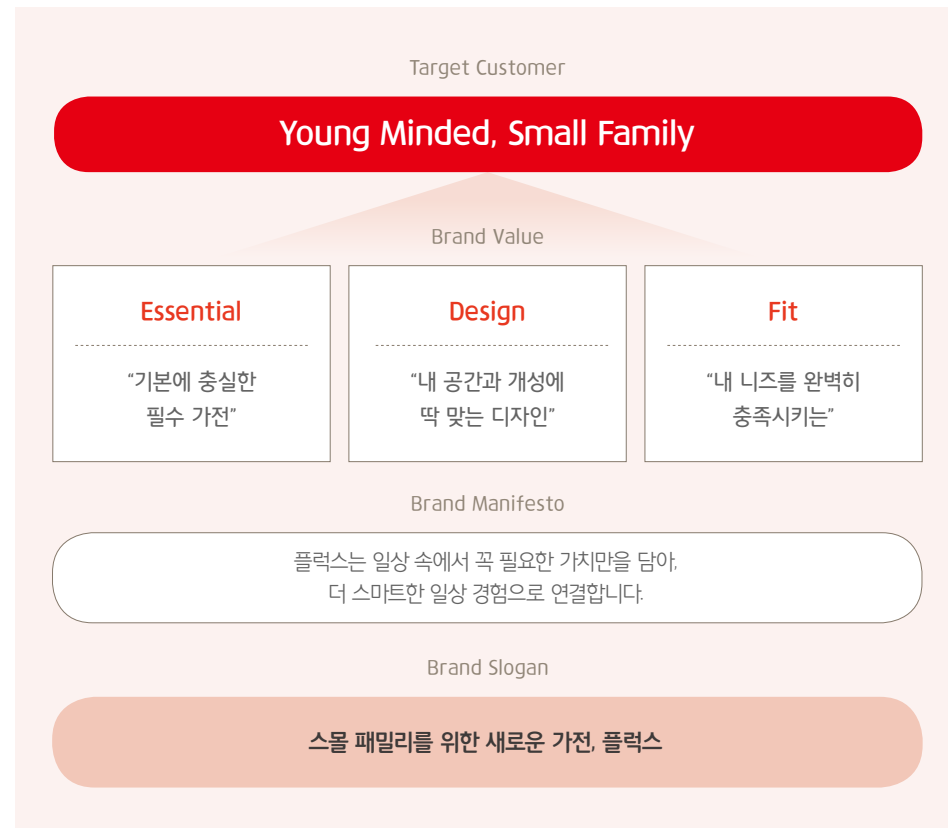 Target Customer
Young Minded, Small Family
Brand Value
Essential
“기본에 충실한
필수 가전”
Design
“내 공간과 개성에
딱 맞는 디자인”
Fit
“내 니즈를 완벽히
충족시키는”
Brand Manifesto
플럭스는 일상 속에서 꼭 필요한 가치만을 담아,
더 스마트한 일상 경험으로 연결합니다.
Brand Slogan
스몰 패밀리를 위한 새로운 가전, 플럭스